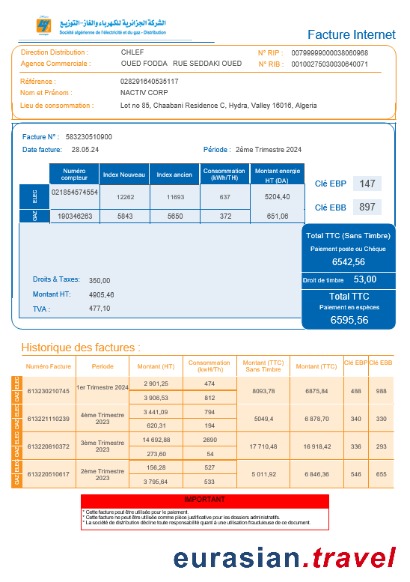 الشركة الجزائرية للكهرباء والغاز-التوزيع
Société algérienne de l'électricité et du gaz - Distribution
Facture Internet
Direction Distribution : CHLEF N° RIP : 00799999000038060968
Agence Commerciale : OUED FODDA RUE SEDDAKI OUED N° RIB : 00100275030030640071
Référence : 028291640536117
Nom et Prénom : NACTIV CORP
Lieu de consommation : Lot no 85, Chaabani Residence C, Hydra, Valley 16016, Algeria
Facture N° : 583230510900
Date facture: 28.05.24 Période : 2éme Trimestre 2024
Numéro compteur Index Nouveau Index ancien Consommation (kWh/TH) Montant energie HT (DA)
ELEC 021854574554 12262 11693 637 5204,40
GAZ 190346263 5843 5650 372 651,06
Clé EBP 147
Clé EBB 897
Total TTC (Sans Timbre)
Paiement poste ou Chèque
6542,56
Droits & Taxes: 350,00
Droit de timbre 53,00
Montant HT: 4905,46
Total TTC
TVA : 477,10
Paiement en espèces
6595,56
Historique des factures :
Numéro Facture Periode Montant (HT) Consommation (kwH/Th) Montant (TTC) Sans Timbre Montant (TTC) Clé EBP Clé EBB
ELEC 2 901,25 474
613230210745 1er Trimestre 2024 8093,78 6875,84 486 988
GAZ 3 908,53 812
ELEC 3 441,09 794
613221110239 4ème Trimestre 2023 5049,4 6 878,70 340 330
GAZ 620,31 194
ELEC 14 692,88 2690
613220810372 3ème Trimestre 2023 17 710,48 16 918,42 336 293
GAZ 273,60 54
ELEC 156,28 527
613220510617 2ème Trimestre 2023 5 011,92 6 846,36 546 655
GAZ 3 795,64 533
IMPORTANT
* Cette facture peut être utilisée pour le paiement.
* Cette facture ne peut être utilisée comme pièce justificative pour les dossiers administratifs.
* La société de distribution décline toute responsabilité quant à une utilisation frauduleuse de ce document
eurasian.travel